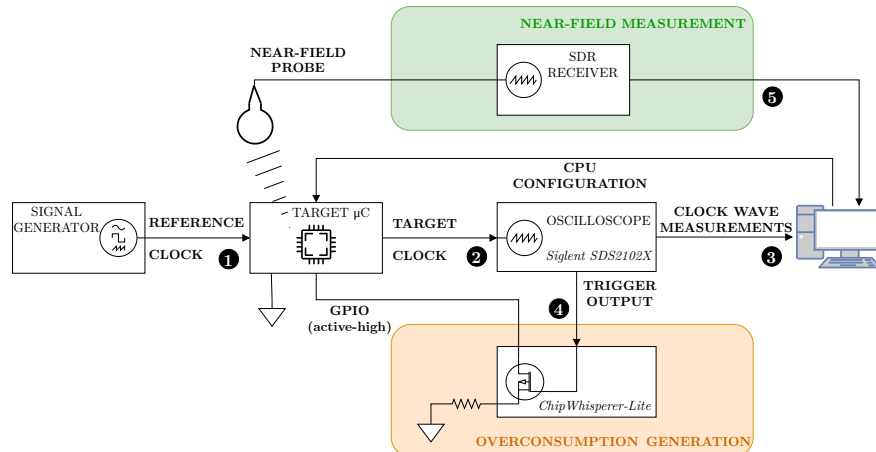 NEAR-FIELD MEASUREMENT
NEAR-FIELD
PROBE
SDR
RECEIVER
5
CPU
CONFIGURATION
SIGNAL
GENERATOR
REFERENCE
CLOCK
1
TARGET µC
TARGET
CLOCK
2
OSCILLOSCOPE
Siglent SDS2102X
CLOCK WAVE
MEASUREMENTS
3
TRIGGER
OUTPUT
4
GPIO
(active-high)
ChipWhisperer-Lite
OVERCONSUMPTION GENERATION